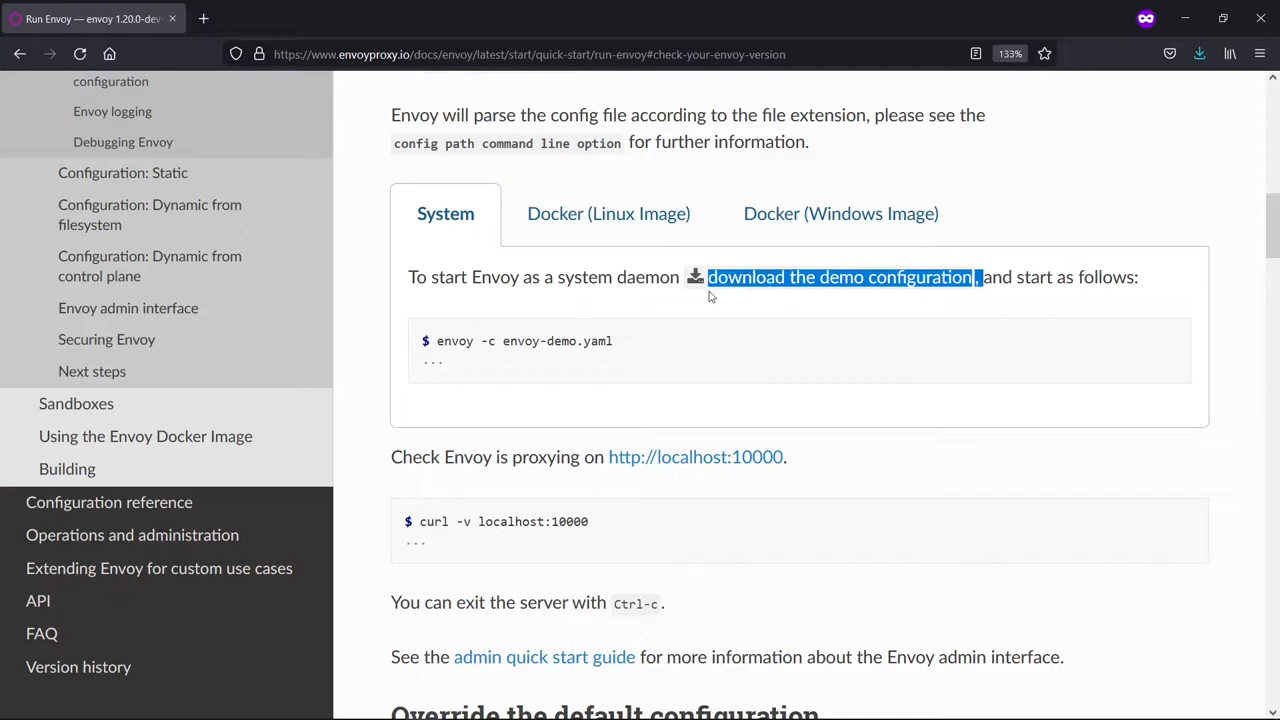 Run Envoy — envoy 1.20.0-dev-
https://www.envoyproxy.io/docs/envoy/latest/start/quick-start/run-envoy#check-your-envoy-version
133%
configuration
Envoy logging
Debugging Envoy
Configuration: Static
Configuration: Dynamic from
filesystem
Configuration: Dynamic from
control plane
Envoy admin interface
Securing Envoy
Next steps
Sandboxes
Using the Envoy Docker Image
Building
Configuration reference
Operations and administration
Extending Envoy for custom use cases
API
FAQ
Version history
Envoy will parse the config file according to the file extension, please see the
config path command line option for further information.
System
Docker (Linux Image)
Docker (Windows Image)
To start Envoy as a system daemon download the demo configuration, and start as follows:
$ envoy -c envoy-demo.yaml
...
Check Envoy is proxying on http://localhost:10000.
$ curl -v localhost:10000
...
You can exit the server with Ctrl-c.
See the admin quick start guide for more information about the Envoy admin interface.
Override the default configuration